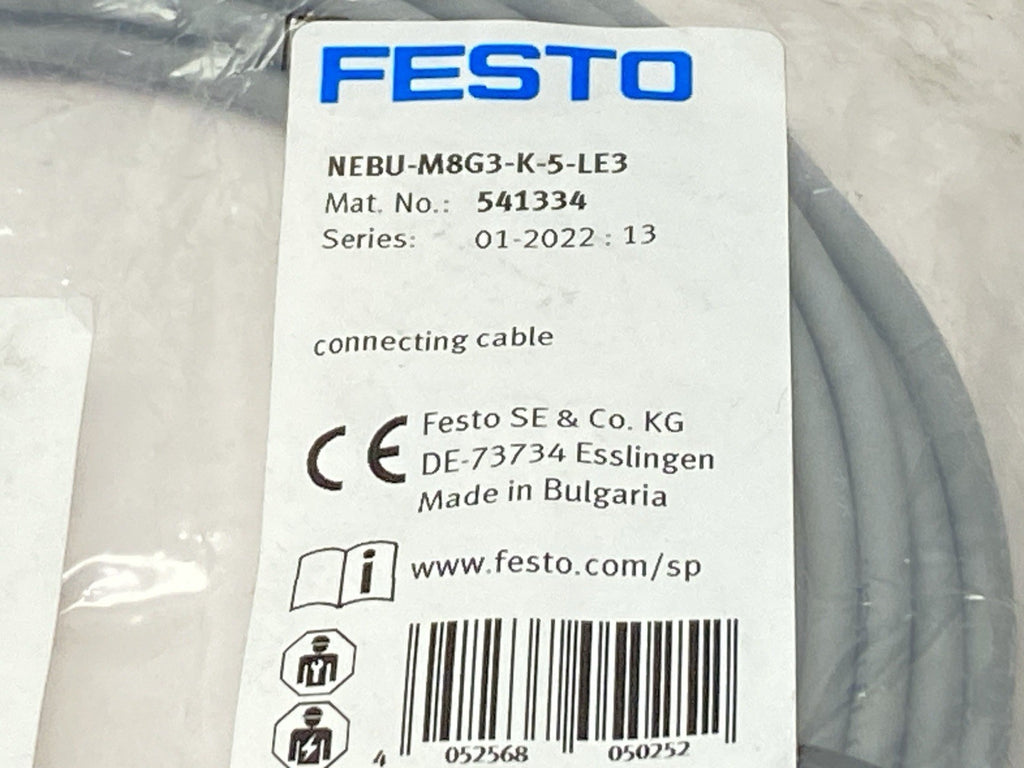 FESTO
NEBU-M8G3-K-5-LE3
Mat. No.: 541334
Series: 01-2022 : 13
connecting cable
CE Festo SE & Co. KG
DE-73734 Esslingen
Made in Bulgaria
i www.festo.com/sp
4 052568 050252